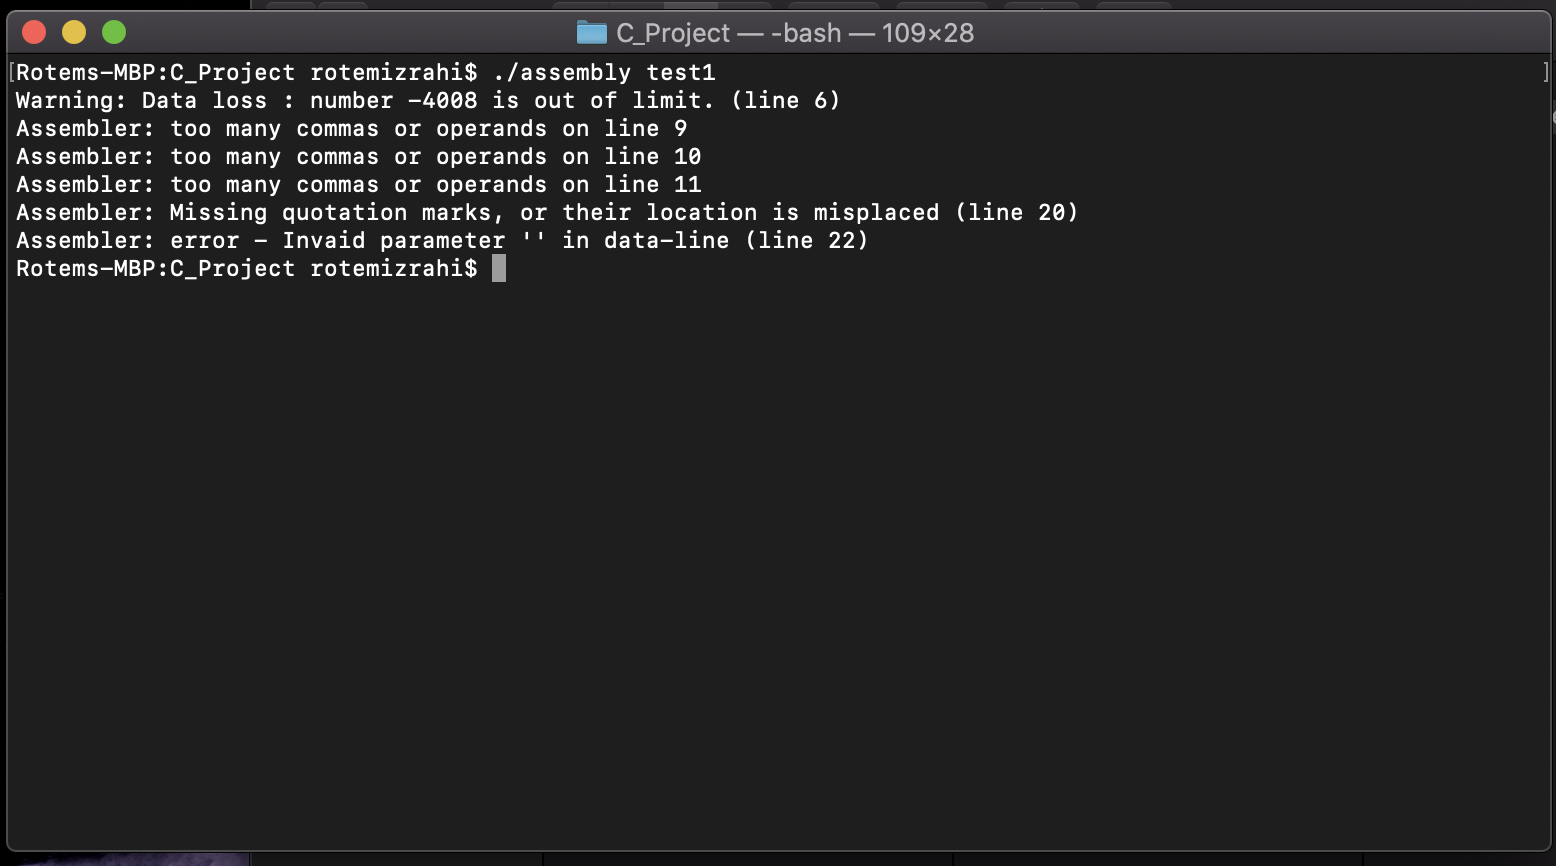 C_Project — -bash — 109×28
[Rotems-MBP:C_Project rotemizrahi$ ./assembly test1 ]
Warning: Data loss : number -4008 is out of limit. (line 6)
Assembler: too many commas or operands on line 9
Assembler: too many commas or operands on line 10
Assembler: too many commas or operands on line 11
Assembler: Missing quotation marks, or their location is misplaced (line 20)
Assembler: error - Invaid parameter '' in data-line (line 22)
Rotems-MBP:C_Project rotemizrahi$